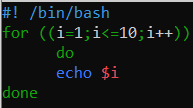 #! /bin/bash
for ((i=1;i<=10;i++))
do
echo $i
done